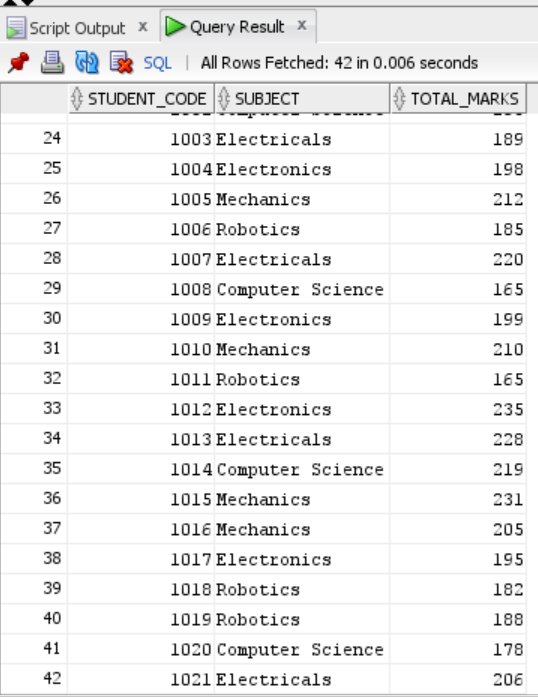 Script Output x Query Result x
SQL | All Rows Fetched: 42 in 0.006 seconds
STUDENT_CODE SUBJECT TOTAL_MARKS
24 1003 Electricals 189
25 1004 Electronics 198
26 1005 Mechanics 212
27 1006 Robotics 185
28 1007 Electricals 220
29 1008 Computer Science 165
30 1009 Electronics 199
31 1010 Mechanics 210
32 1011 Robotics 165
33 1012 Electronics 235
34 1013 Electricals 228
35 1014 Computer Science 219
36 1015 Mechanics 231
37 1016 Mechanics 205
38 1017 Electronics 195
39 1018 Robotics 182
40 1019 Robotics 188
41 1020 Computer Science 178
42 1021 Electricals 206